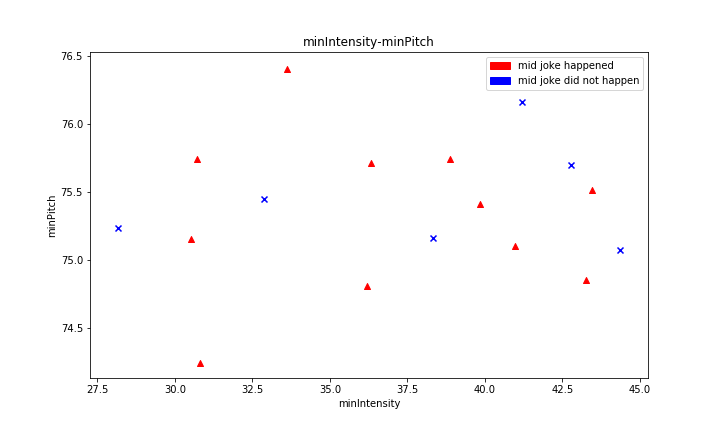 minIntensity-minPitch
mid joke happened
mid joke did not happen
76.5
76.0
75.5
75.0
74.5
minPitch
27.5 30.0 32.5 35.0 37.5 40.0 42.5 45.0
minIntensity